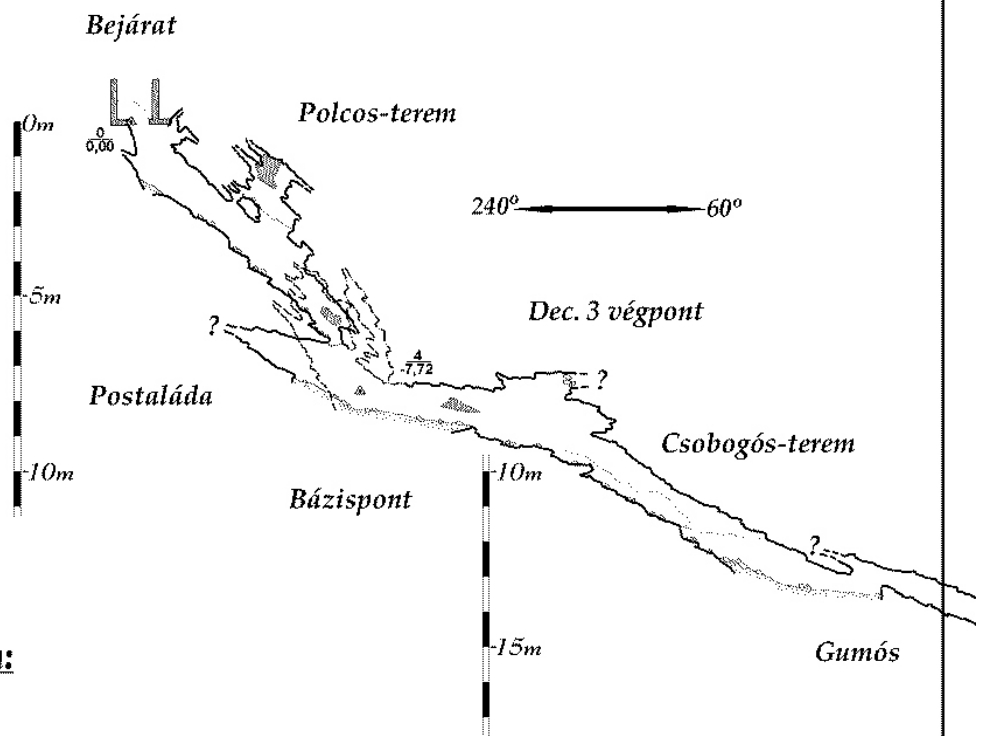 Bejárat
Polcos-terem
0m
0
0,00
240° 60°
-5m
Dec. 3 végpont
?
4
-7,72
?
Postaláda
Csobogós-terem
-10m
-10m
Bázispont
?
-15m
Gumós